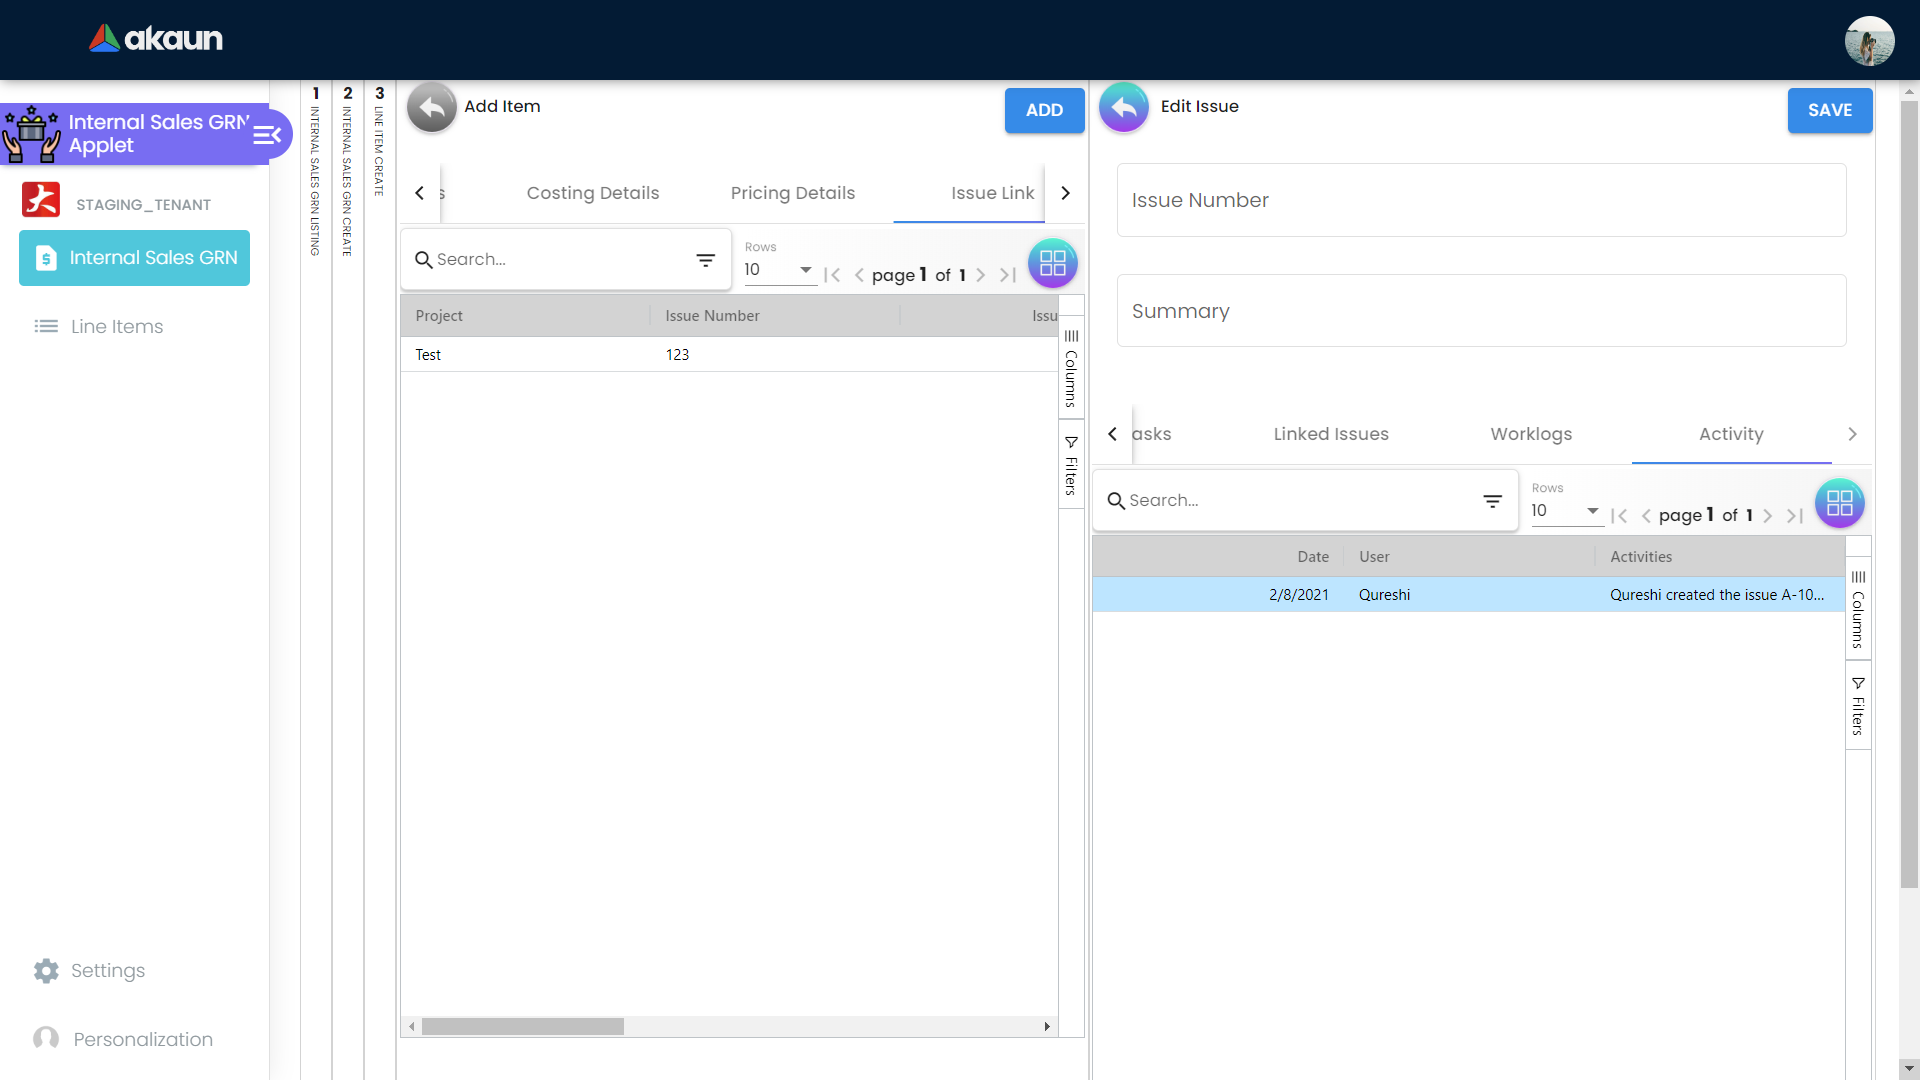 akaun
Internal Sales GRN
Applet
STAGING_TENANT
Internal Sales GRN
Line Items
Settings
Personalization
1
INTERNAL SALES GRN LISTING
2
INTERNAL SALES GRN CREATE
3
LINE ITEM CREATE
Add Item
ADD
s
Costing Details
Pricing Details
Issue Link
Search...
Rows
10
page 1 of 1
Project
Issue Number
Issu
Test
123
Columns
Filters
Edit Issue
SAVE
Issue Number
Summary
asks
Linked Issues
Worklogs
Activity
Search...
Rows
10
page 1 of 1
Date
User
Activities
2/8/2021
Qureshi
Qureshi created the issue A-10...
Columns
Filters